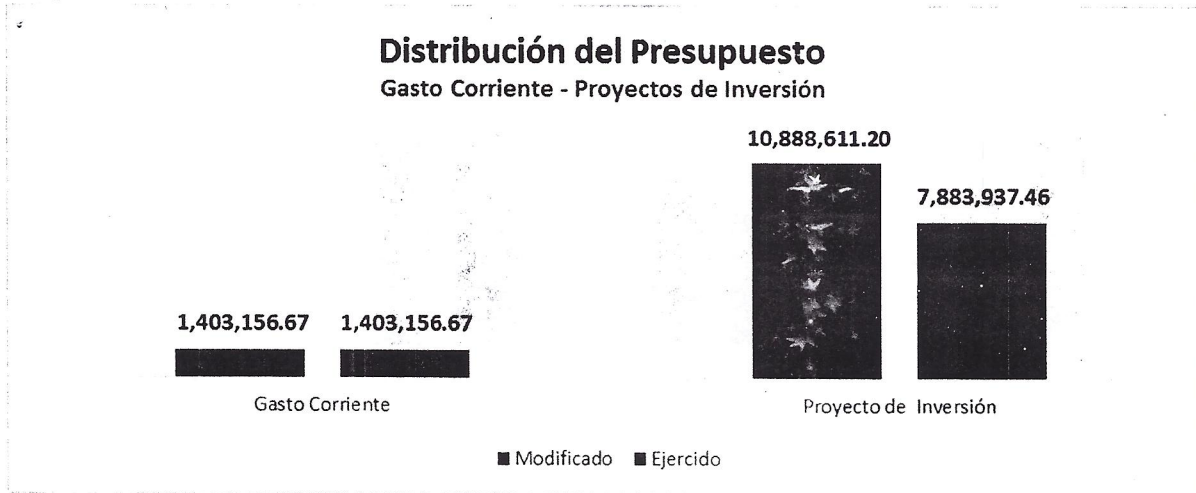 Distribución del Presupuesto
Gasto Corriente - Proyectos de Inversión
10,888,611.20
7,883,937.46
1,403,156.67 1,403,156.67
Gasto Corriente
Proyecto de Inversión
Modificado Ejercido